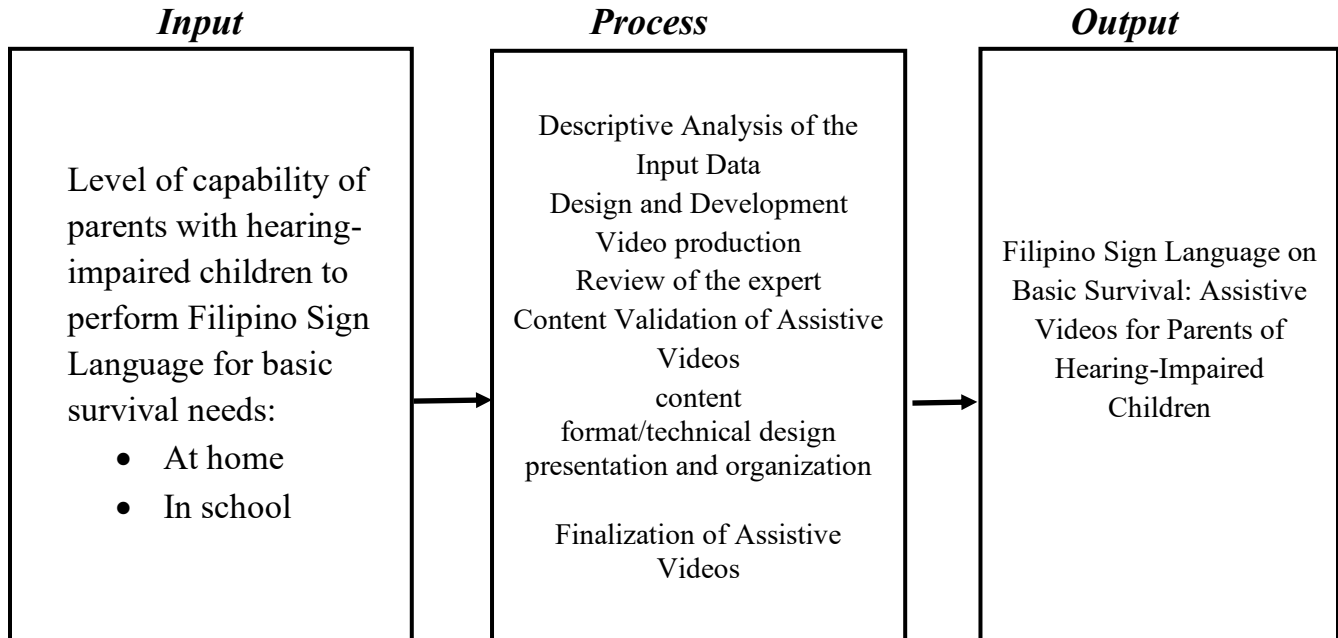 Input
Process
Output
Level of capability of
parents with hearing-
impaired children to
perform Filipino Sign
Language for basic
survival needs:
• At home
• In school
Descriptive Analysis of the
Input Data
Design and Development
Video production
Review of the expert
Content Validation of Assistive
Videos
content
format/technical design
presentation and organization
Finalization of Assistive
Videos
Filipino Sign Language on
Basic Survival: Assistive
Videos for Parents of
Hearing-Impaired
Children